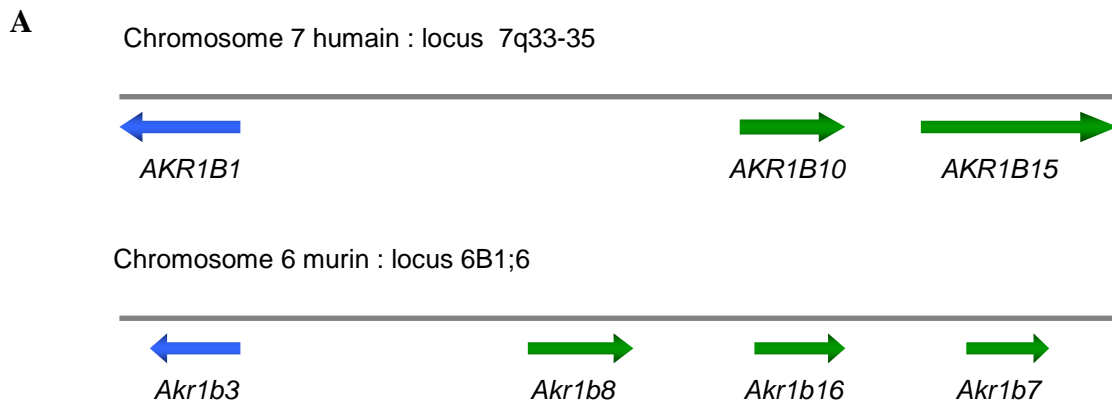 A
Chromosome 7 humain : locus 7q33-35
AKR1B1 AKR1B10 AKR1B15
Chromosome 6 murin : locus 6B1;6
Akr1b3 Akr1b8 Akr1b16 Akr1b7